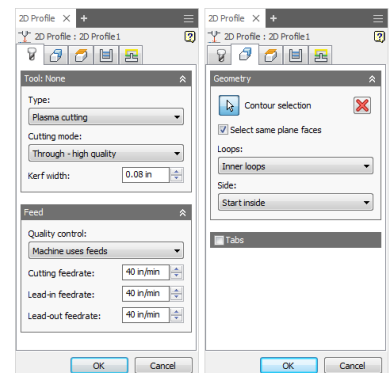 2D Profile × +
2D Profile : 2D Profile1
Tool: None
Type:
Plasma cutting
Cutting mode:
Through - high quality
Kerf width: 0.08 in
Feed
Quality control:
Machine uses feeds
Cutting feedrate: 40 in/min
Lead-in feedrate: 40 in/min
Lead-out feedrate: 40 in/min
OK Cancel
2D Profile × +
2D Profile : 2D Profile1
Geometry
Contour selection
Select same plane faces
Loops:
Inner loops
Side:
Start inside
Tabs
OK Cancel